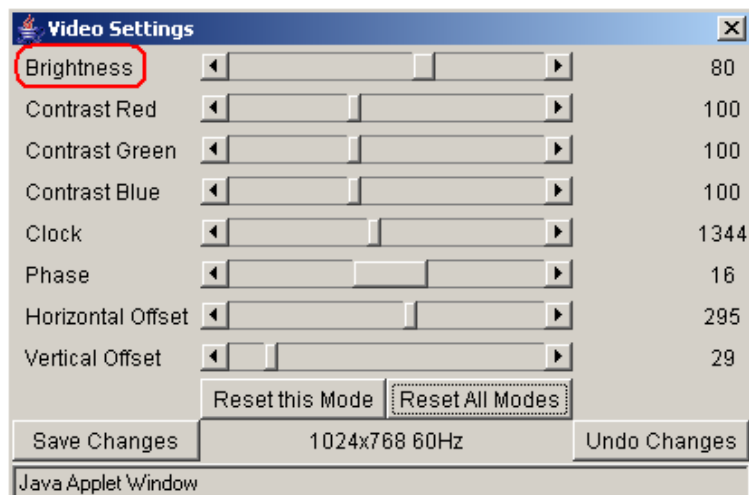 Video Settings
Brightness 80
Contrast Red 100
Contrast Green 100
Contrast Blue 100
Clock 1344
Phase 16
Horizontal Offset 295
Vertical Offset 29
Reset this Mode Reset All Modes
Save Changes 1024x768 60Hz Undo Changes
Java Applet Window